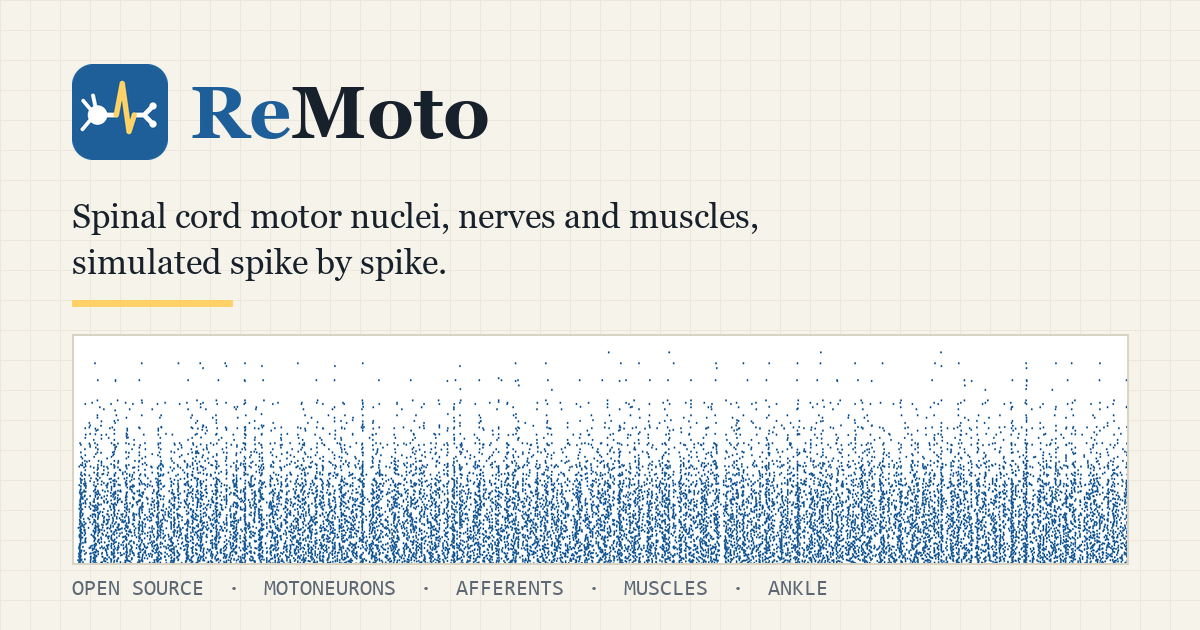 ReMoto
Spinal cord motor nuclei, nerves and muscles,
simulated spike by spike.
OPEN SOURCE · MOTONEURONS · AFFERENTS · MUSCLES · ANKLE